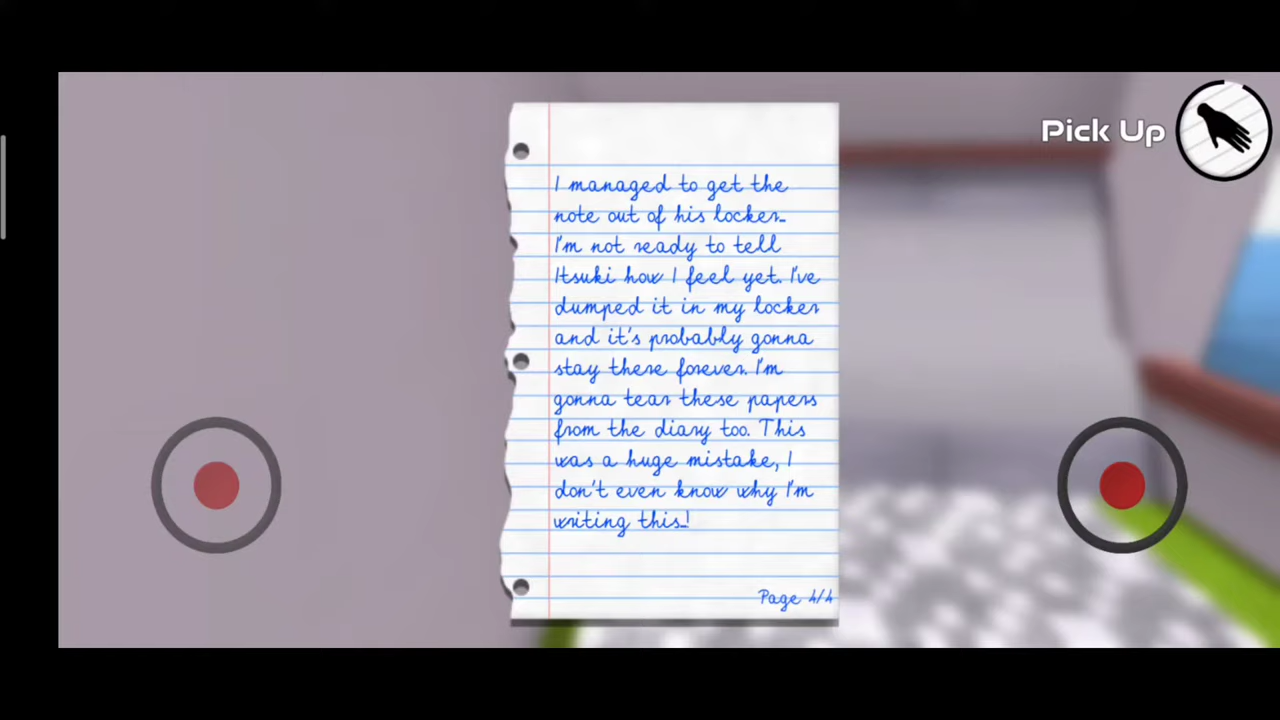 Pick Up
I managed to get the
note out of his locker...
I'm not ready to tell
Itsuki how I feel yet. I've
dumped it in my locker
and it's probably gonna
stay there forever. I'm
gonna tear these papers
from the diary too. This
was a huge mistake, I
don't even know why I'm
writing this..!
Page 4/4